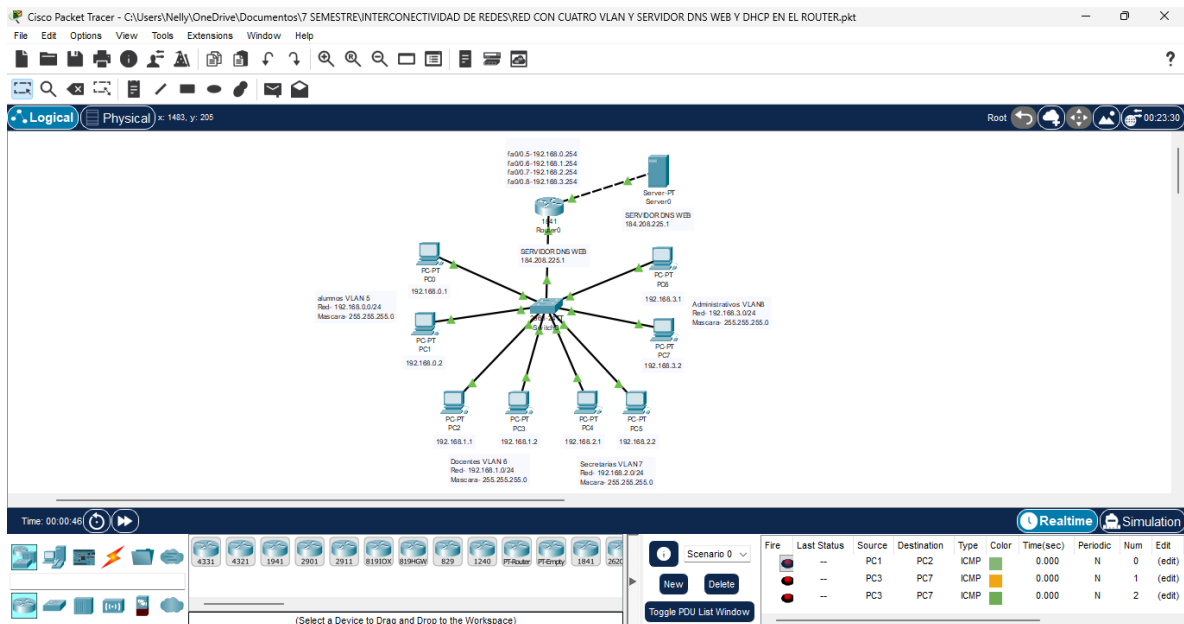 Cisco Packet Tracer - C:\Users\Nelly\OneDrive\Documentos\7 SEMESTRE\INTERCONECTIVIDAD DE REDES\RED CON CUATRO VLAN Y SERVIDOR DNS WEB Y DHCP EN EL ROUTER.pkt
File Edit Options View Tools Extensions Window Help
?
Logical Physical x: 1483, y: 205 Root 00:23:30
fa0/0.5-192.168.0.254
fa0/0.6-192.168.1.254
fa0/0.7-192.168.2.254
fa0/0.8-192.168.3.254
Server-PT
Server0
SERVIDOR DNS WEB
184.208.225.1
1841
Router0
SERVIDOR DNS WEB
184.208.225.1
PC-PT
PC0
192.168.0.1
PC-PT
PC6
192.168.3.1
alumnos VLAN 5
Red- 192.168.0.0/24
Mascara- 255.255.255.0
Administrativos VLAN8
Red- 192.168.3.0/24
Mascara- 255.255.255.0
Switch0
PC-PT
PC1
192.168.0.2
PC-PT
PC7
192.168.3.2
PC-PT
PC2
192.168.1.1
PC-PT
PC3
192.168.1.2
PC-PT
PC4
192.168.2.1
PC-PT
PC5
192.168.2.2
Docentes VLAN 6
Red- 192.168.1.0/24
Mascara- 255.255.255.0
Secretarias VLAN 7
Red- 192.168.2.0/24
Macara- 255.255.255.0
Time: 00:00:46 Realtime Simulation
4331 4321 1941 2901 2911 819IOX 819HGW 829 1240 PT-Router PT-Empty 1841 2620
(Select a Device to Drag and Drop to the Workspace)
Scenario 0
New Delete
Toggle PDU List Window
Fire Last Status Source Destination Type Color Time(sec) Periodic Num Edit
-- PC1 PC2 ICMP 0.000 N 0 (edit)
-- PC3 PC7 ICMP 0.000 N 1 (edit)
-- PC3 PC7 ICMP 0.000 N 2 (edit)